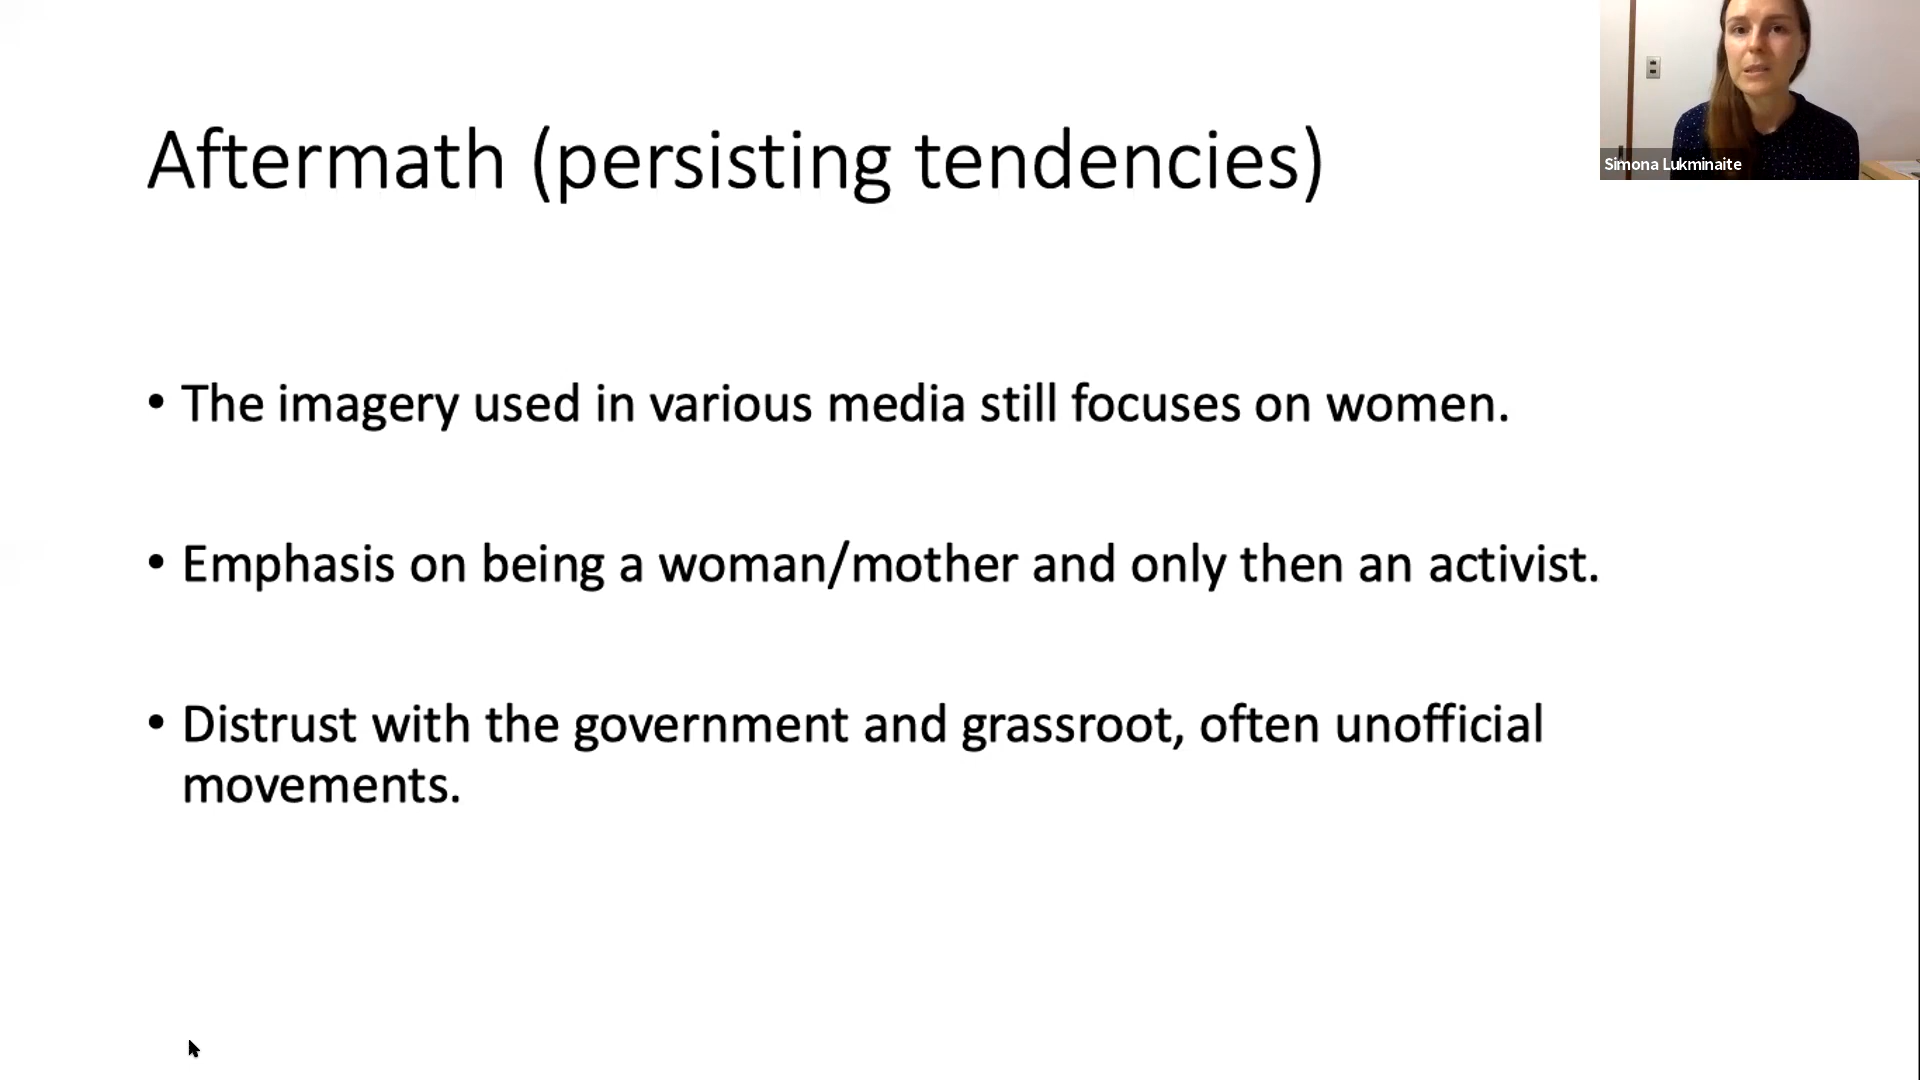 Aftermath (persisting tendencies)
Simona Lukminaite
• The imagery used in various media still focuses on women.
• Emphasis on being a woman/mother and only then an activist.
• Distrust with the government and grassroot, often unofficial
movements.